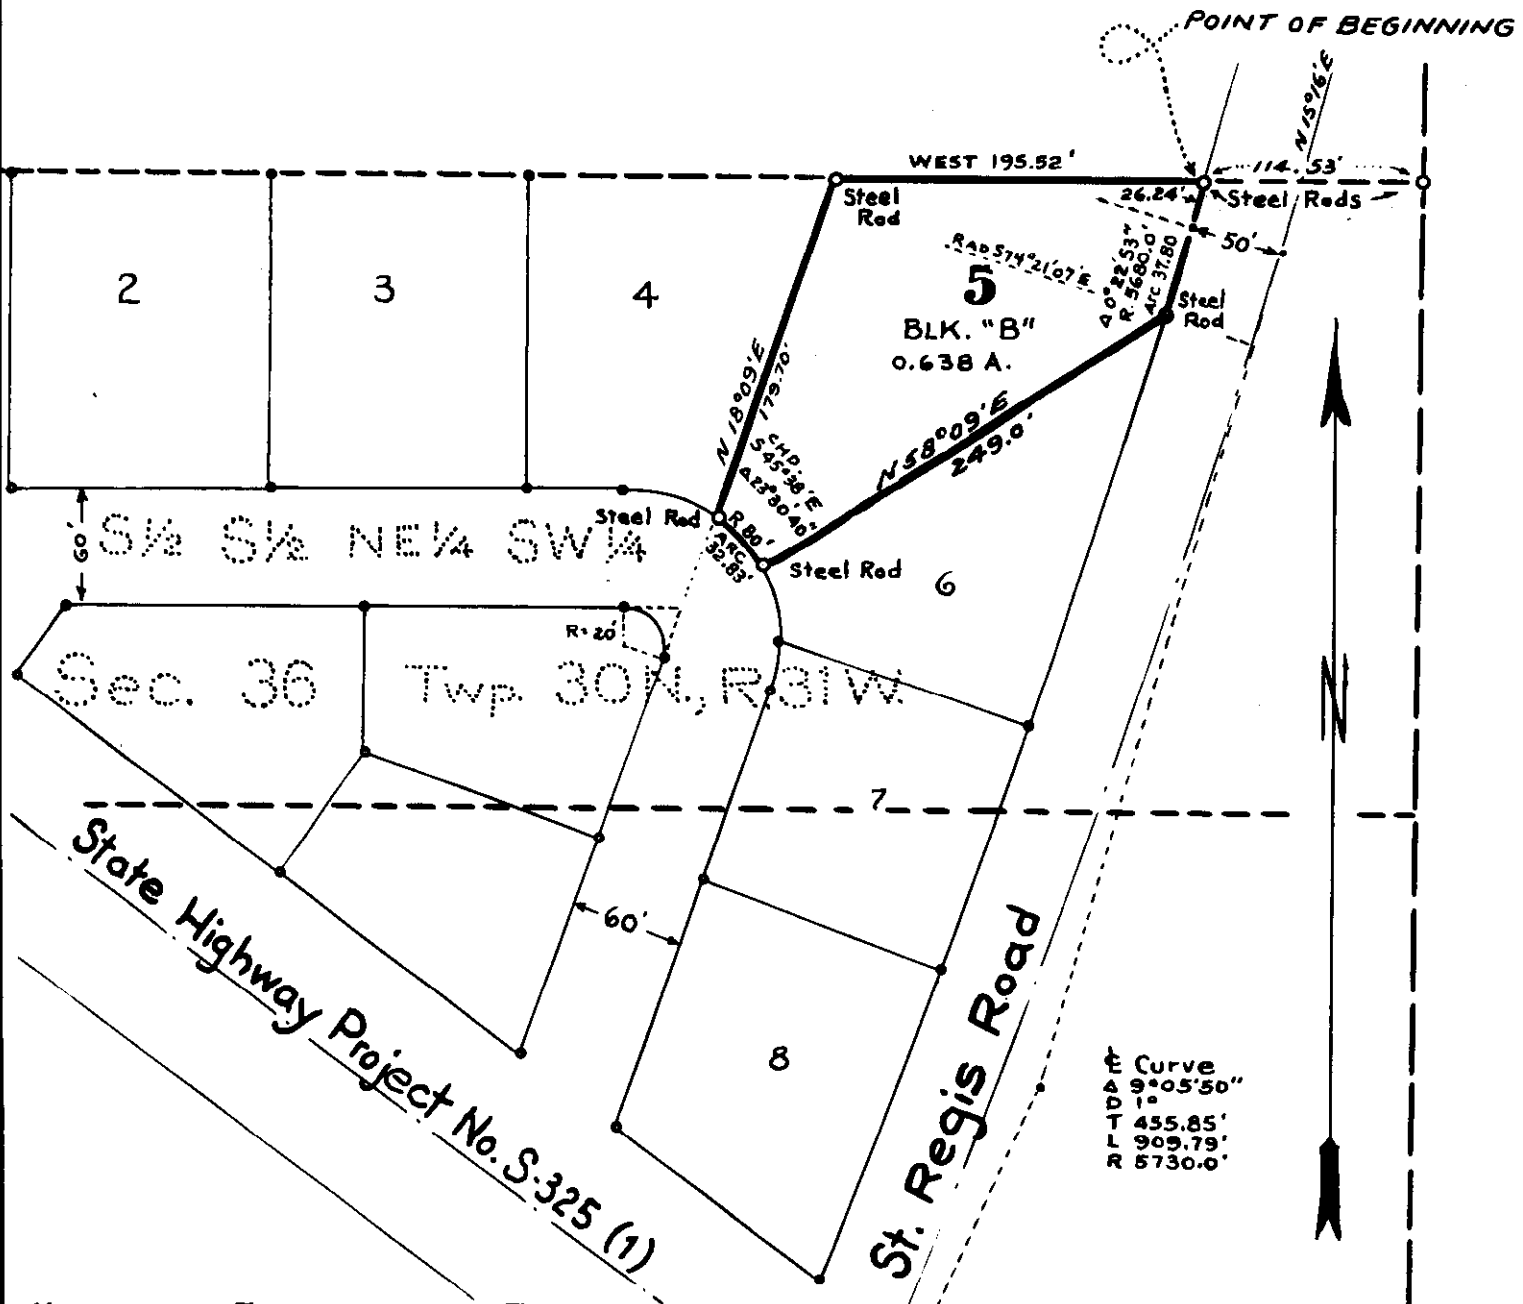 POINT OF BEGINNING
N 15°16'E
WEST 195.52'
114.53'
Steel
Rod
26.24'
Steel Rods
50'
RAD S74°21'07"E
Δ 0°22'53"
R. 5680.0'
Arc 37.80
Steel
Rod
2
3
4
5
BLK. "B"
0.638 A.
N 18°09'E
179.70'
CHD.
S 45°38'E
Δ 23°30'40"
N 58°09'E
249.0'
Steel Rod
R 80'
ARC
32.83'
Steel Rod
60'
S½ S½ NE¼ SW¼
6
R=20'
Sec. 36 Twp. 30N., R.31W
7
State Highway Project No. S-325 (1)
60'
8
St. Regis Road
N
℄ Curve
Δ 9°05'50"
D 1°
T 455.85'
L 909.79'
R 5730.0'